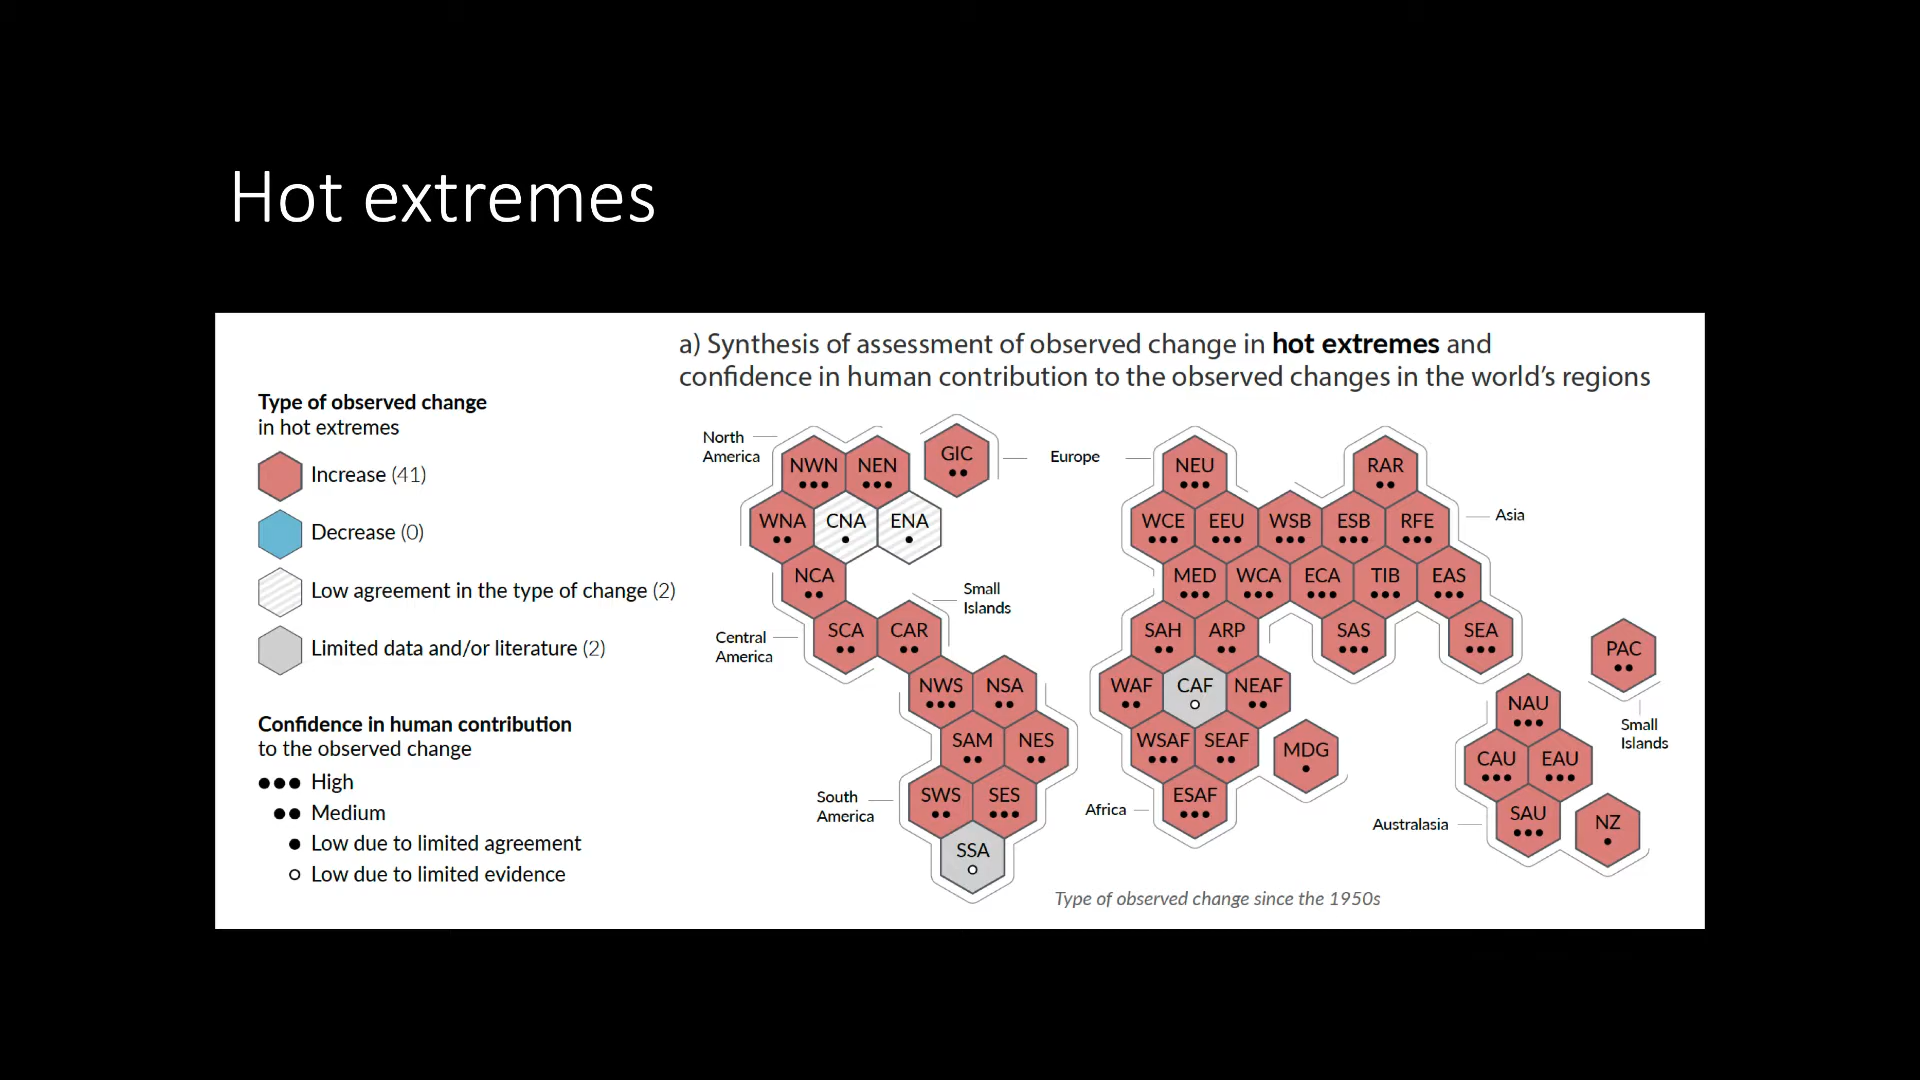 Hot extremes
a) Synthesis of assessment of observed change in hot extremes and
confidence in human contribution to the observed changes in the world's regions
Type of observed change
in hot extremes
Increase (41)
Decrease (0)
Low agreement in the type of change (2)
Limited data and/or literature (2)
Confidence in human contribution
to the observed change
High
Medium
Low due to limited agreement
Low due to limited evidence
North
America
NWN
NEN
GIC
WNA
CNA
ENA
NCA
Small
Islands
Central
America
SCA
CAR
NWS
NSA
SAM
NES
South
America
SWS
SES
SSA
Europe
NEU
RAR
WCE
EEU
WSB
ESB
RFE
Asia
MED
WCA
ECA
TIB
EAS
SAH
ARP
SAS
SEA
WAF
CAF
NEAF
WSAF
SEAF
MDG
Africa
ESAF
PAC
Small
Islands
NAU
CAU
EAU
Australasia
SAU
NZ
Type of observed change since the 1950s